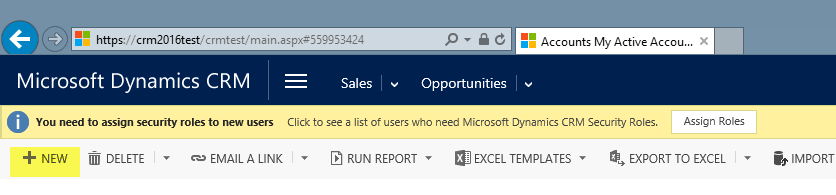 https://crm2016test/crmtest/main.aspx#559953424 Accounts My Active Accou...
Microsoft Dynamics CRM Sales Opportunities
You need to assign security roles to new users Click to see a list of users who need Microsoft Dynamics CRM Security Roles. Assign Roles
NEW DELETE EMAIL A LINK RUN REPORT EXCEL TEMPLATES EXPORT TO EXCEL IMPORT